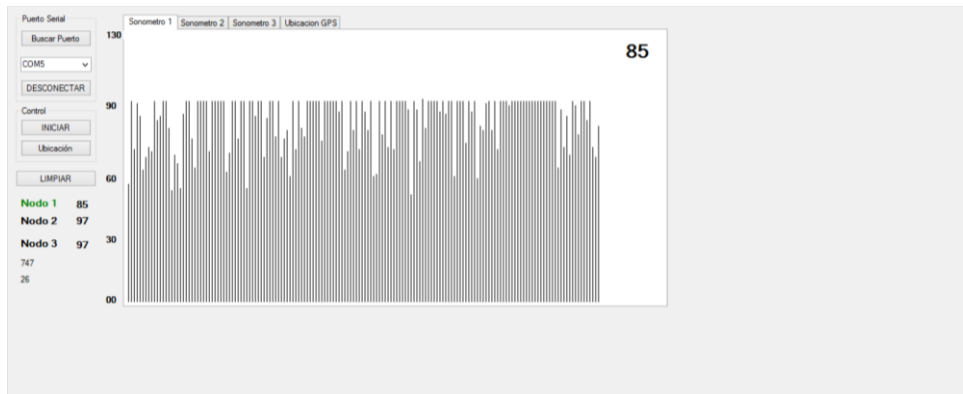 Puerto Serial
Buscar Puerto
COM5
DESCONECTAR
Control
INICIAR
Ubicación
LIMPIAR
Nodo 1 85
Nodo 2 97
Nodo 3 97
747
26
Sonometro 1 Sonometro 2 Sonometro 3 Ubicacion GPS
130
85
90
60
30
00